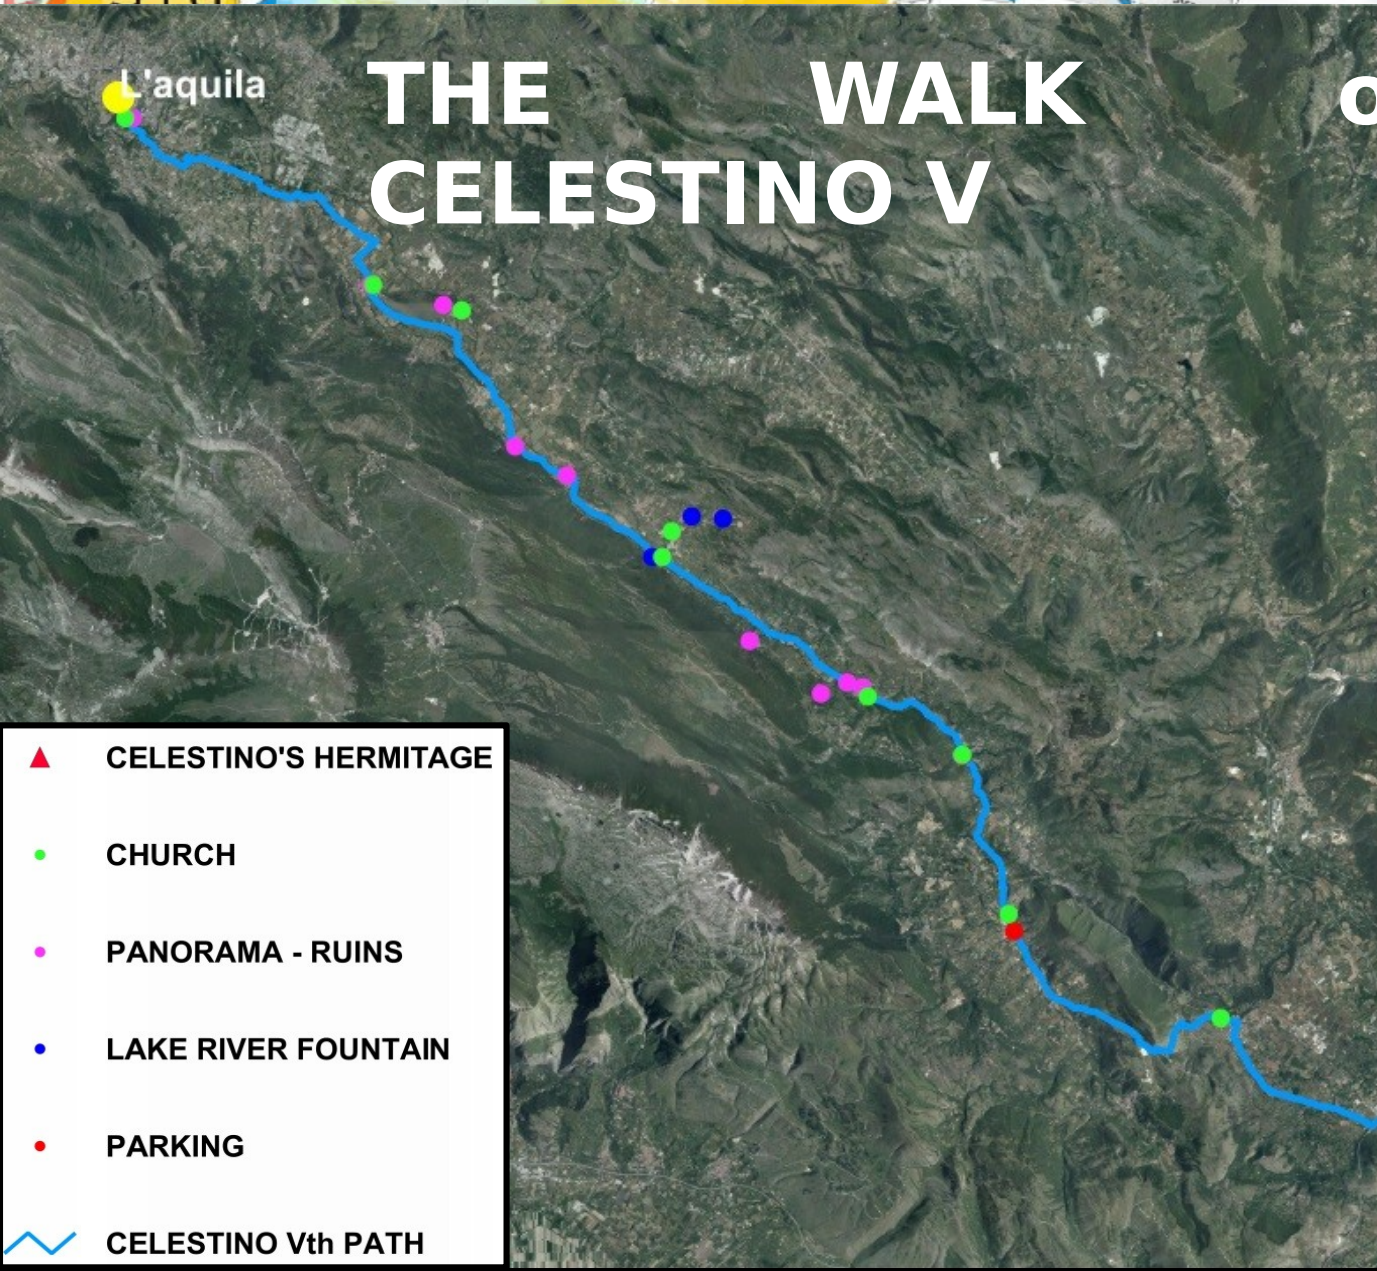 L'aquila
THE WALK
CELESTINO V
CELESTINO'S HERMITAGE
CHURCH
PANORAMA - RUINS
LAKE RIVER FOUNTAIN
PARKING
CELESTINO Vth PATH